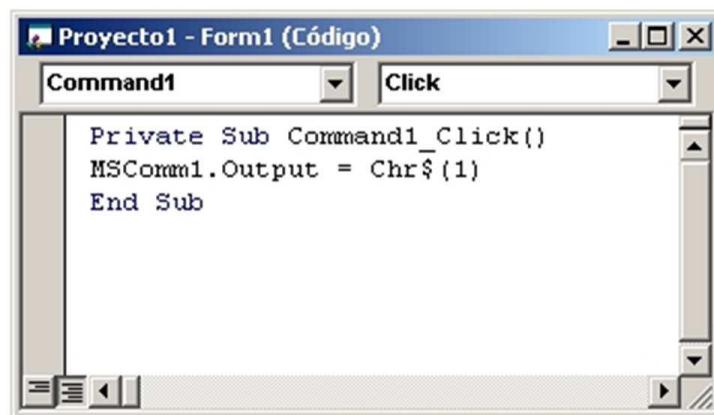 Proyecto1 - Form1 (Código)
Command1 Click
Private Sub Command1_Click()
MSComm1.Output = Chr$(1)
End Sub